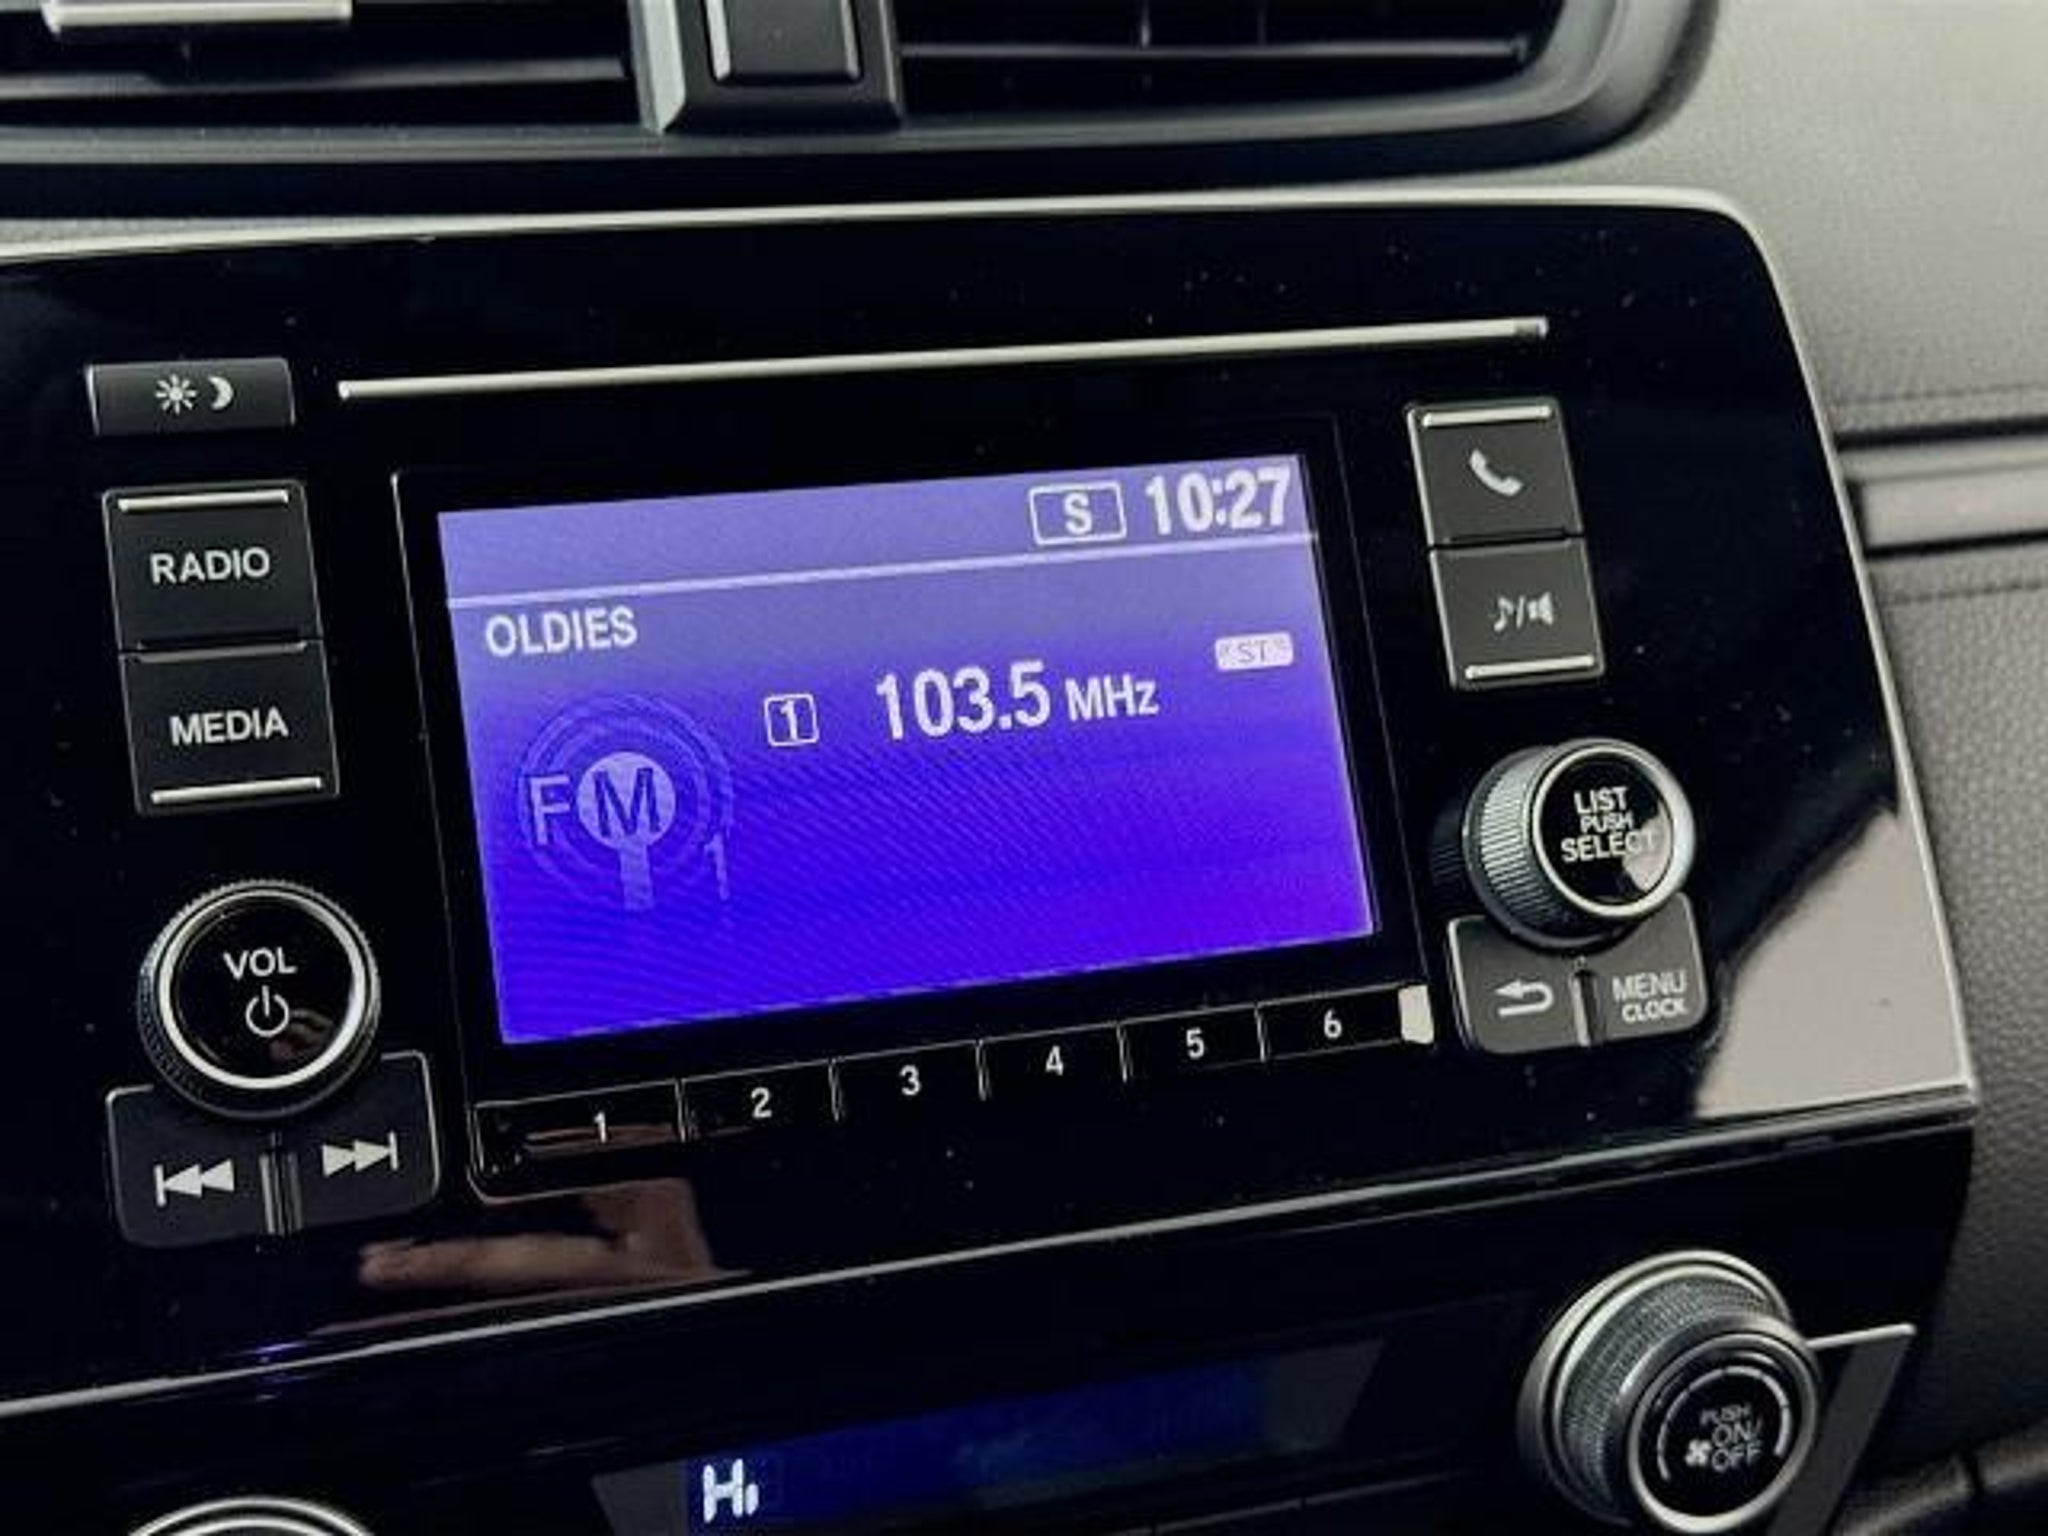 S 10:27
RADIO
OLDIES
ST
1 103.5 MHz
MEDIA
FM
1
LIST
PUSH
SELECT
VOL
MENU
CLOCK
1 2 3 4 5 6
PUSH
ON/
OFF
Hi